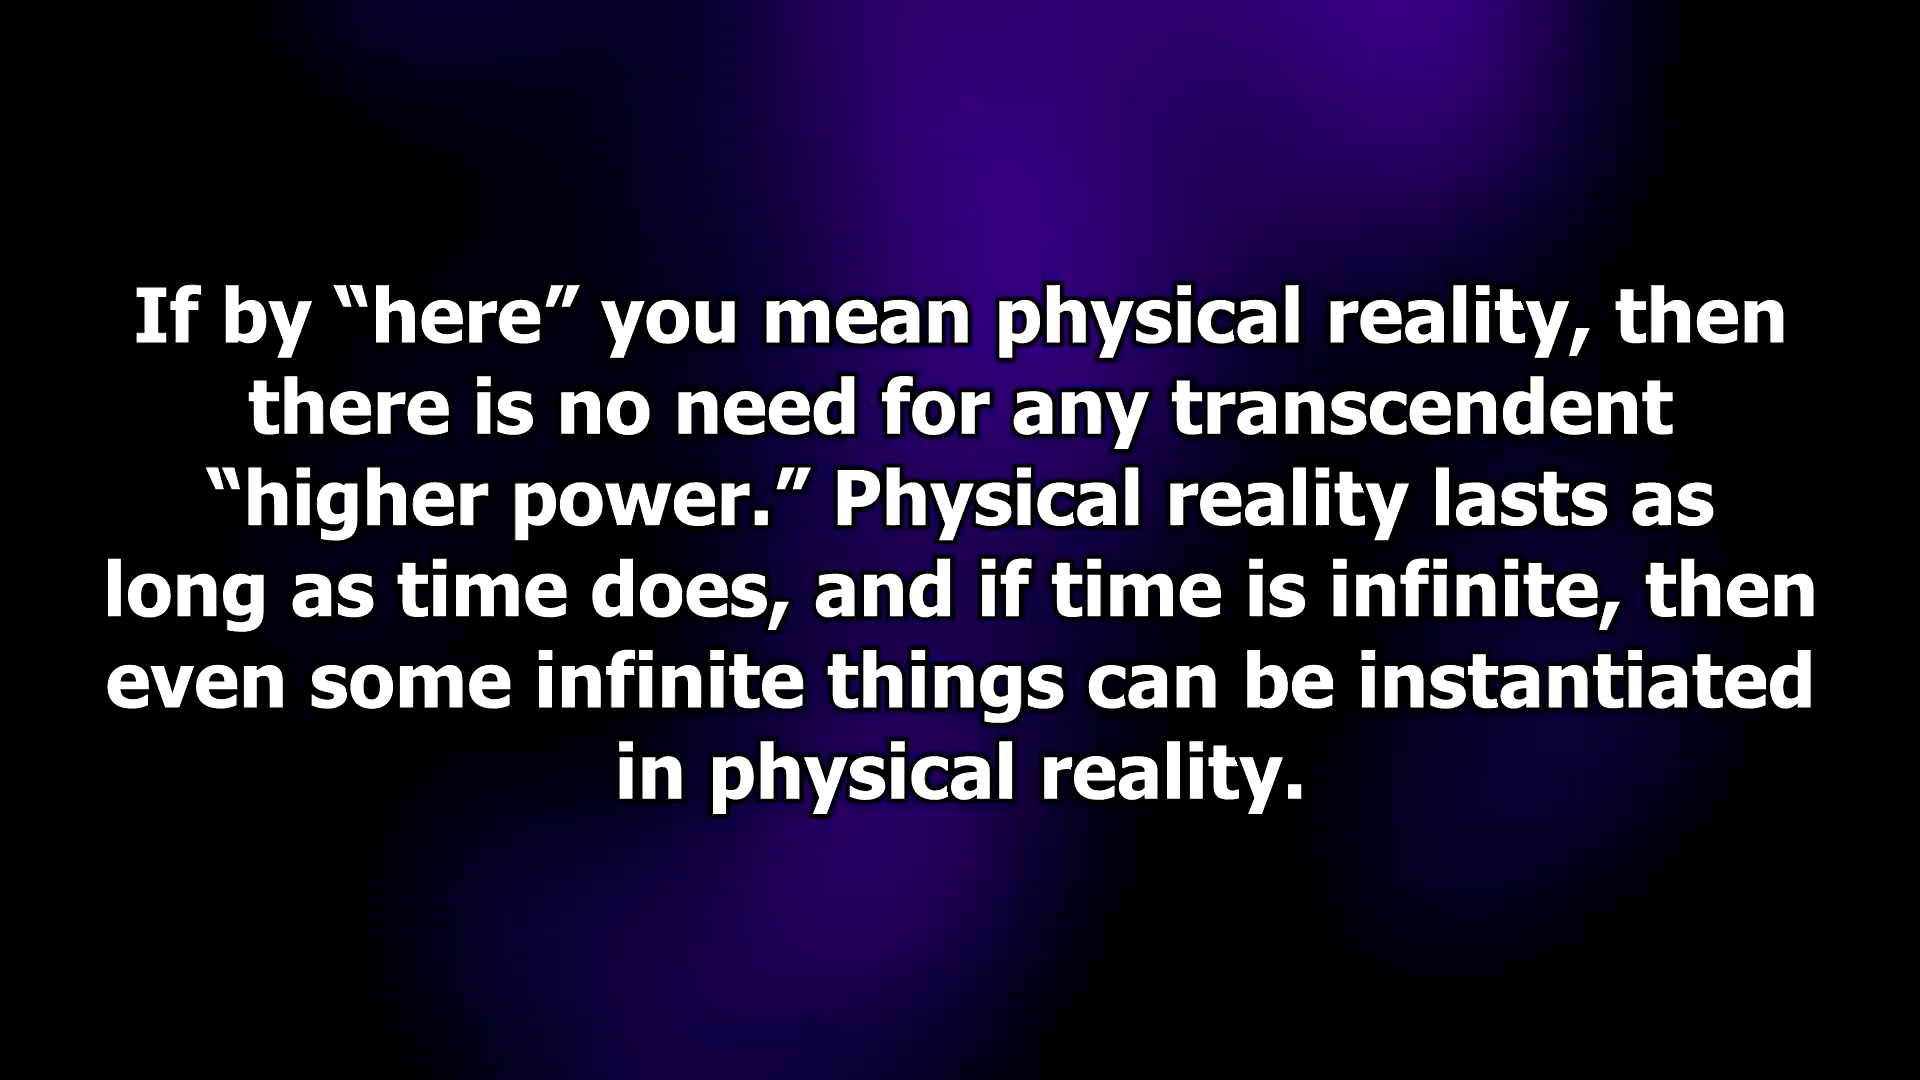 If by “here” you mean physical reality, then
there is no need for any transcendent
“higher power.” Physical reality lasts as
long as time does, and if time is infinite, then
even some infinite things can be instantiated
in physical reality.